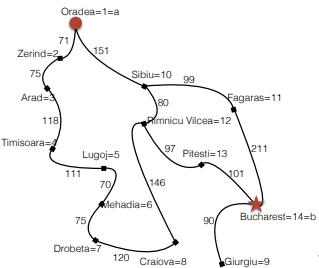 Oradea=1=a
71
151
Zerind=2
75
Sibiu=10
99
80
Arad=3
Fagaras=11
118
Rimnicu Vilcea=12
Timisoara=4
97
211
Lugoj=5
Pitesti=13
111
146
101
70
Mehadia=6
Bucharest=14=b
75
90
Drobeta=7
120
Craiova=8
Giurgiu=9